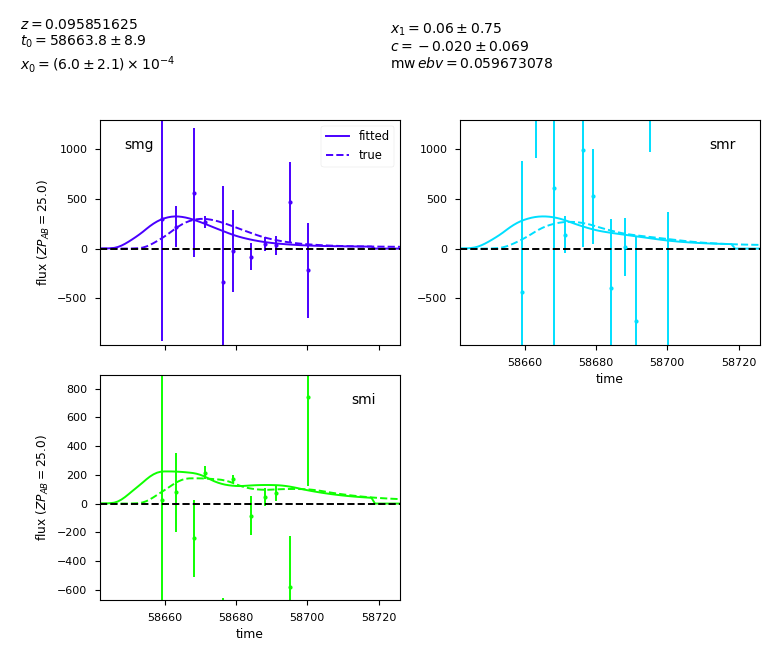 z = 0.095851625
t₀ = 58663.8 ± 8.9
x₀ = (6.0 ± 2.1) × 10⁻⁴
x₁ = 0.06 ± 0.75
c = −0.020 ± 0.069
mw ebv = 0.059673078
smg
fitted
true
1000
500
0
−500
flux (ZP_AB = 25.0)
smr
1000
500
0
−500
58660 58680 58700 58720
time
smi
800
600
400
200
0
−200
−400
−600
flux (ZP_AB = 25.0)
58660 58680 58700 58720
time